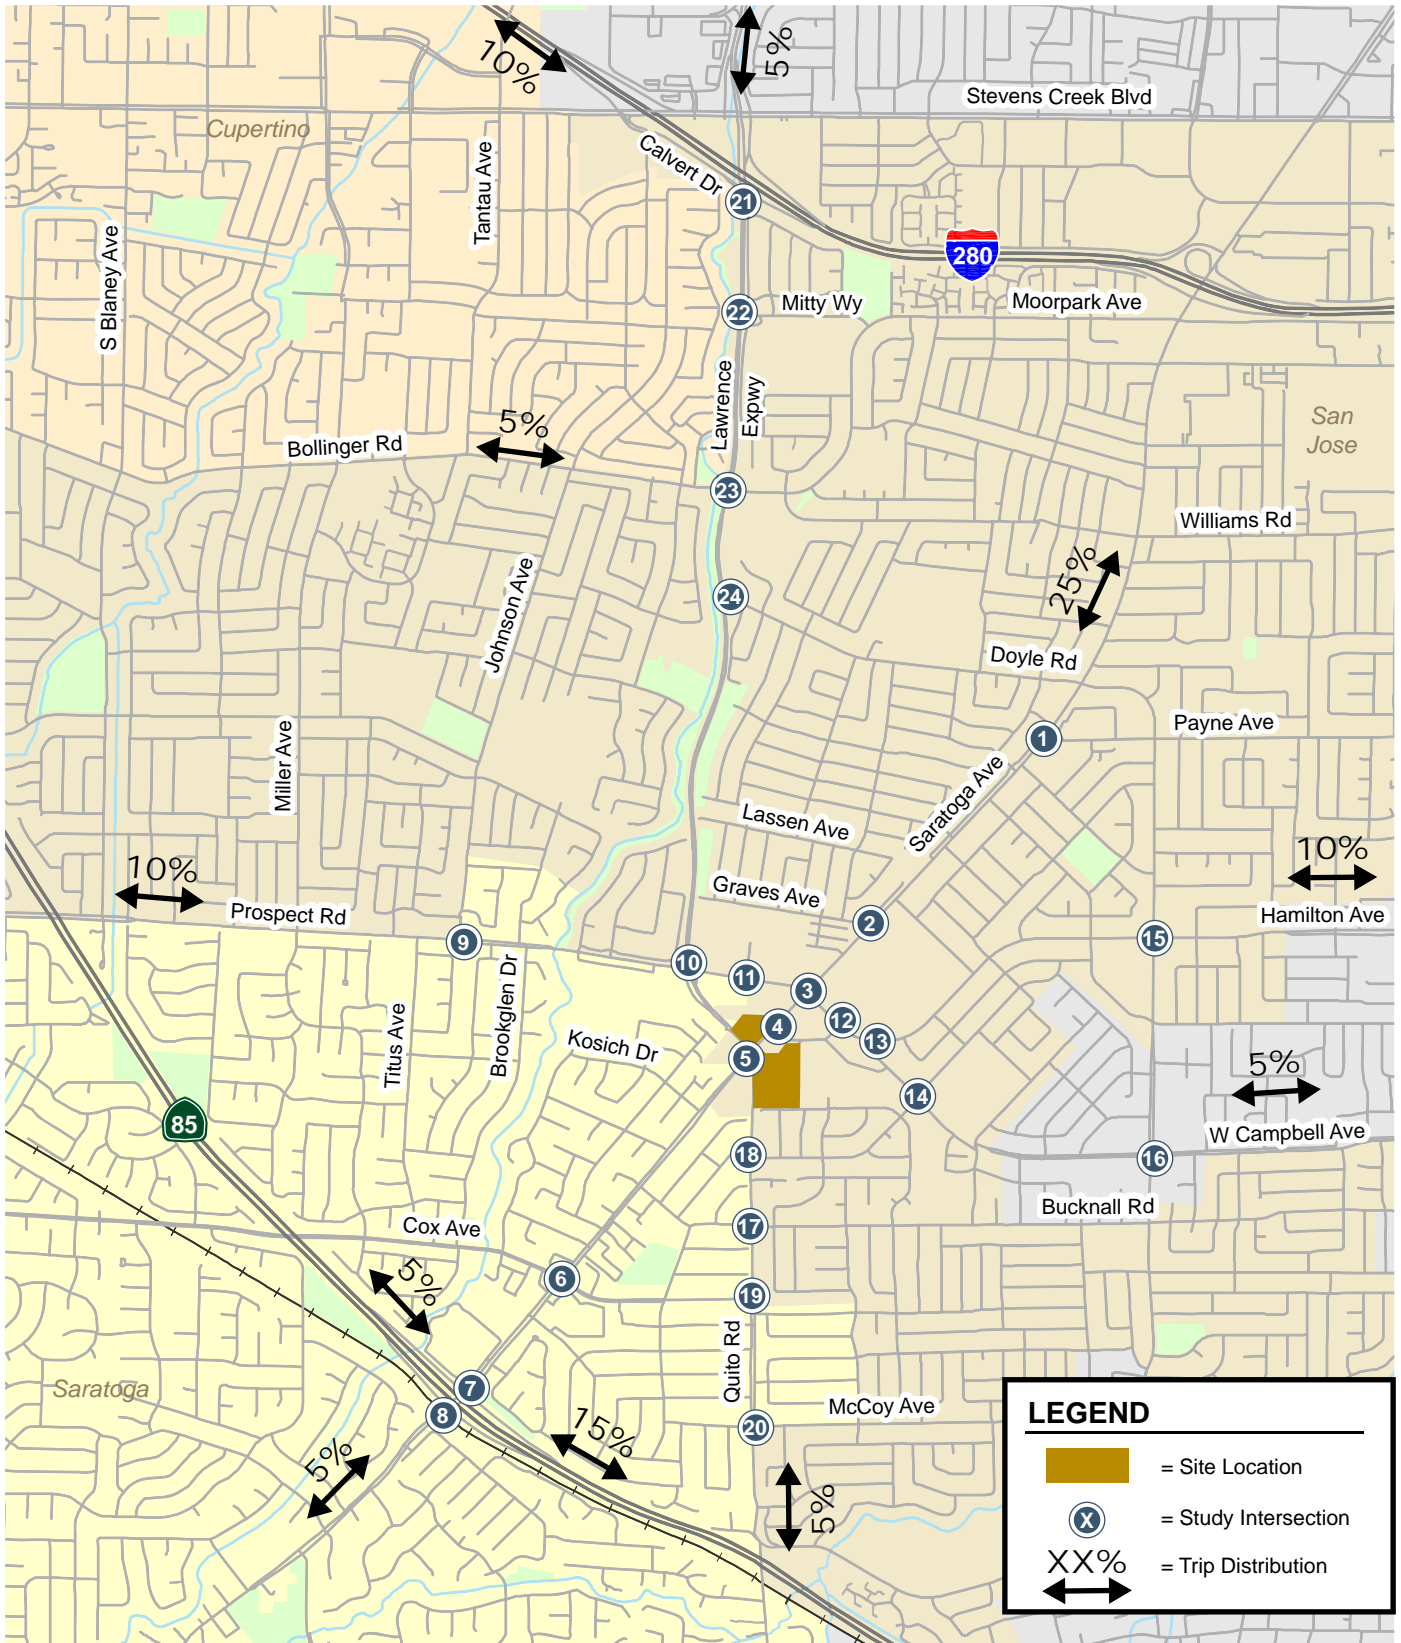 10%
5%
Stevens Creek Blvd
Cupertino
Calvert Dr
Tantau Ave
21
S Blaney Ave
280
Mitty Wy
Moorpark Ave
22
Lawrence
Expwy
5%
Bollinger Rd
San
Jose
23
Williams Rd
25%
24
Johnson Ave
Doyle Rd
Payne Ave
1
Miller Ave
Saratoga Ave
Lassen Ave
10%
10%
Graves Ave
Prospect Rd
2
Hamilton Ave
9
15
10
11
3
Brookglen Dr
Titus Ave
Kosich Dr
4
12
13
5
5%
14
85
W Campbell Ave
18
16
Bucknall Rd
Cox Ave
17
5%
6
19
Quito Rd
Saratoga
7
8
McCoy Ave
20
15%
5%
5%
LEGEND
= Site Location
X = Study Intersection
XX% = Trip Distribution